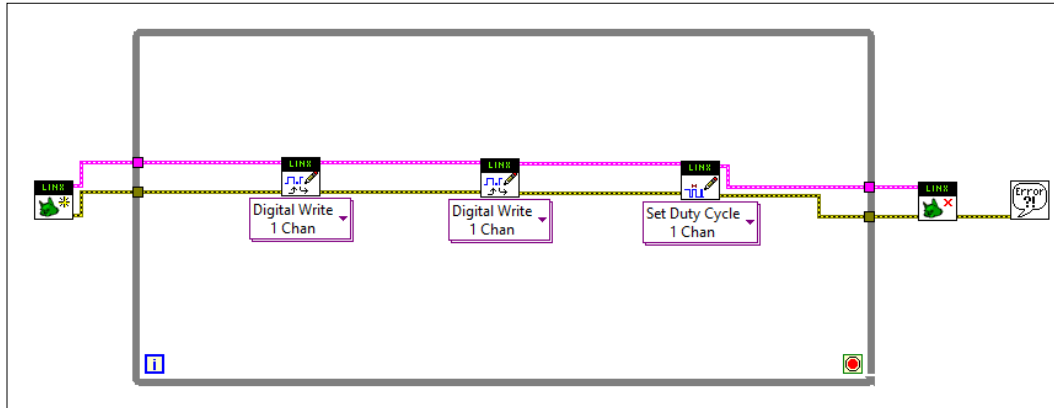 LINX
LINX
LINX
LINX
LINX
Error
?!
Digital Write
1 Chan
Digital Write
1 Chan
Set Duty Cycle
1 Chan
i